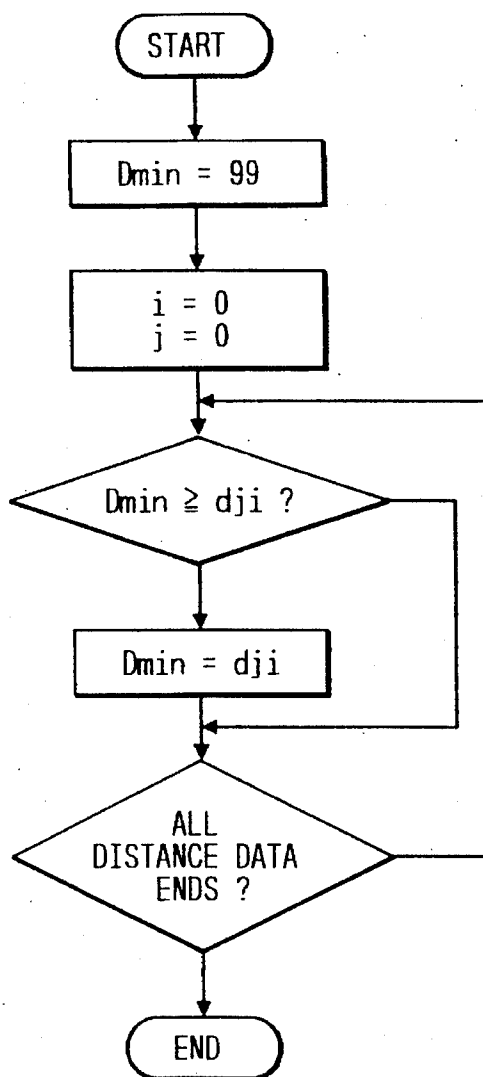 START
Dmin = 99
i = 0
j = 0
Dmin ≧ dji ?
Dmin = dji
ALL
DISTANCE DATA
ENDS ?
END